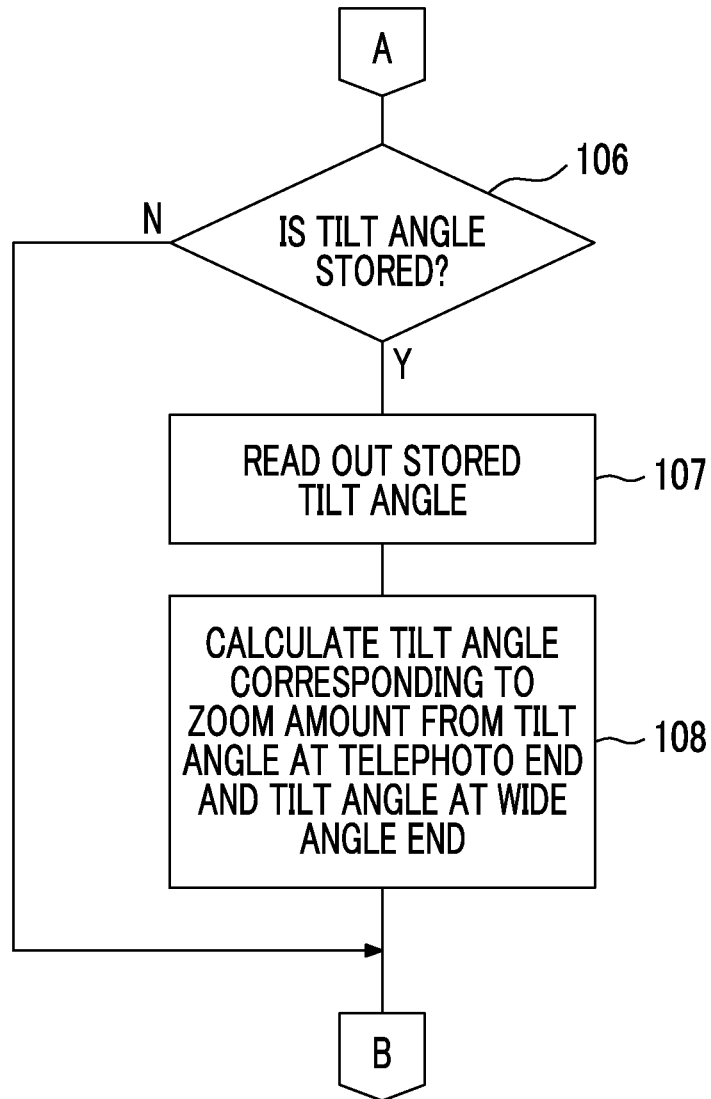 A
106
N
IS TILT ANGLE
STORED?
Y
READ OUT STORED
TILT ANGLE
107
CALCULATE TILT ANGLE
CORRESPONDING TO
ZOOM AMOUNT FROM TILT
ANGLE AT TELEPHOTO END
AND TILT ANGLE AT WIDE
ANGLE END
108
B